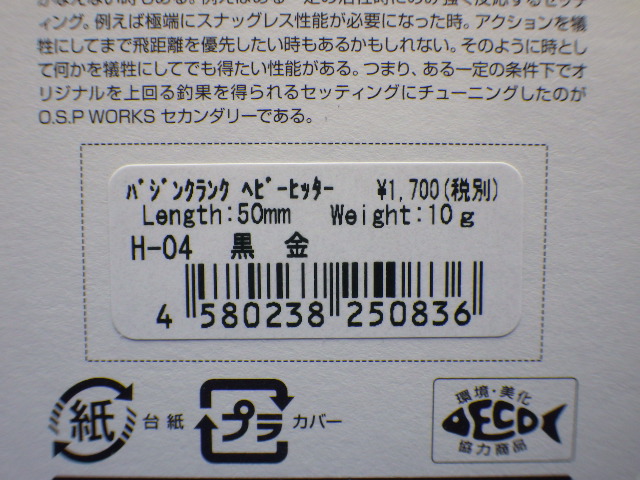 ィング。例えば極端にスナッグレス性能が必要になった時。アクションを犠
牲にしてまで飛距離を優先したい時もあるかもしれない。そのように時とし
て何かを犠牲にしてでも得たい性能がある。つまり、ある一定の条件下でオ
リジナルを上回る釣果を得られるセッティングにチューニングしたのが
O.S.P WORKS セカンダリーである。
ﾊﾞｼﾞﾝｸﾗﾝｸ ﾍﾋﾞｰﾋｯﾀｰ ¥1,700(税別)
Length:50mm Weight:10g
H-04 黒 金
4 580238 250836
紙 台紙 プラ カバー
環境・美化
DECO
協力商品